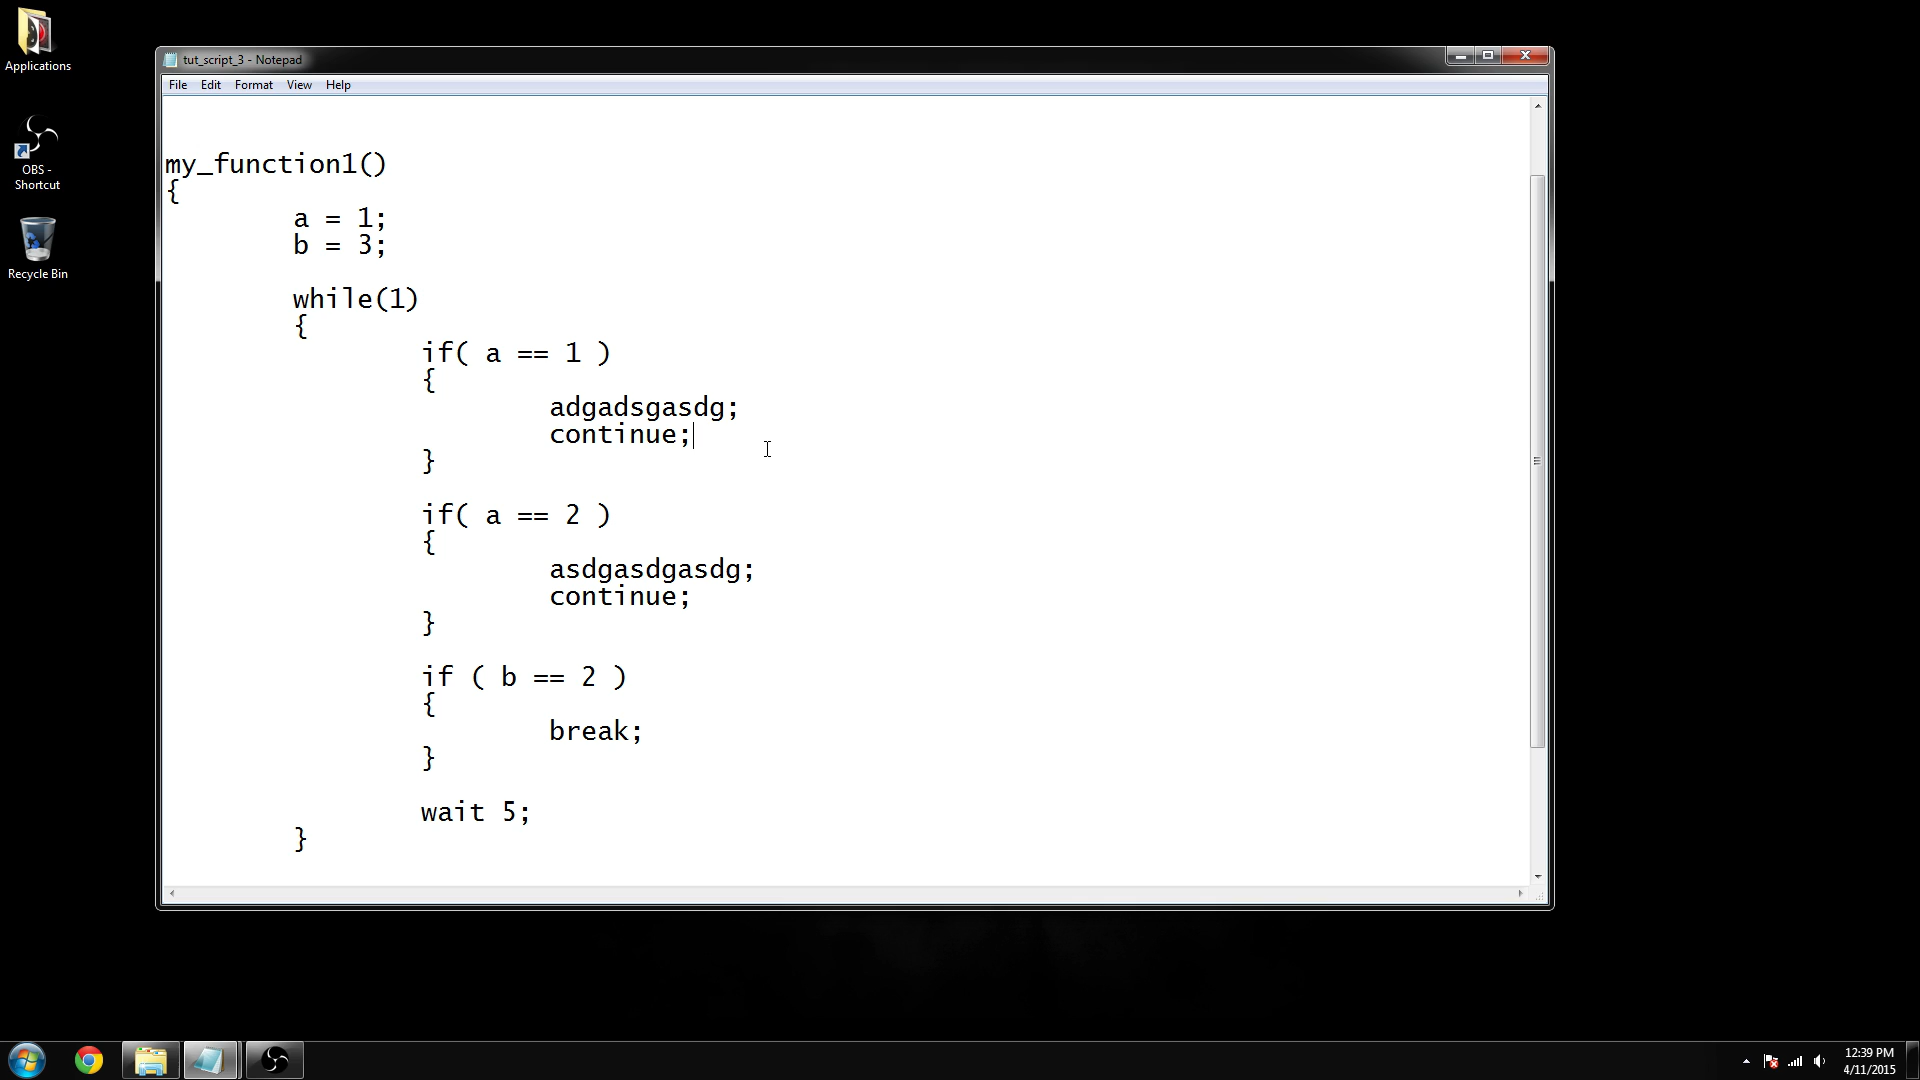 Applications
OBS -
Shortcut
Recycle Bin
tut_script_3 - Notepad
File Edit Format View Help
my_function1()
{
a = 1;
b = 3;
while(1)
{
if( a == 1 )
{
adgadsgasdg;
continue;
}
if( a == 2 )
{
asdgasdgasdg;
continue;
}
if ( b == 2 )
{
break;
}
wait 5;
}
12:39 PM
4/11/2015